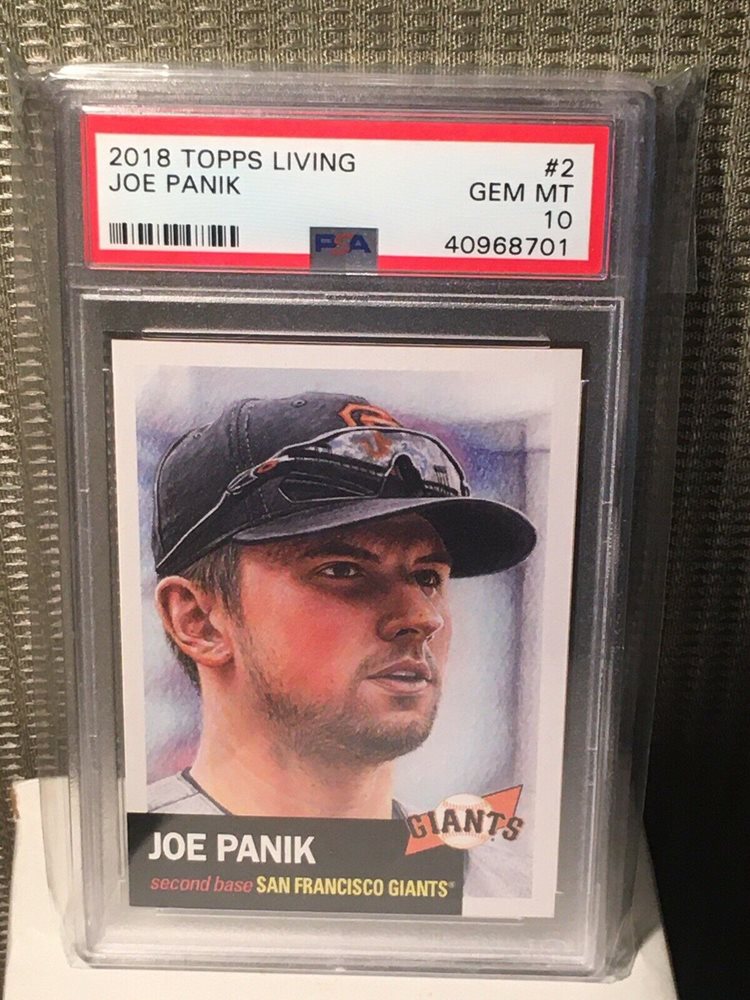 2018 TOPPS LIVING #2
JOE PANIK GEM MT
10
PSA 40968701
GIANTS
JOE PANIK
second base SAN FRANCISCO GIANTS